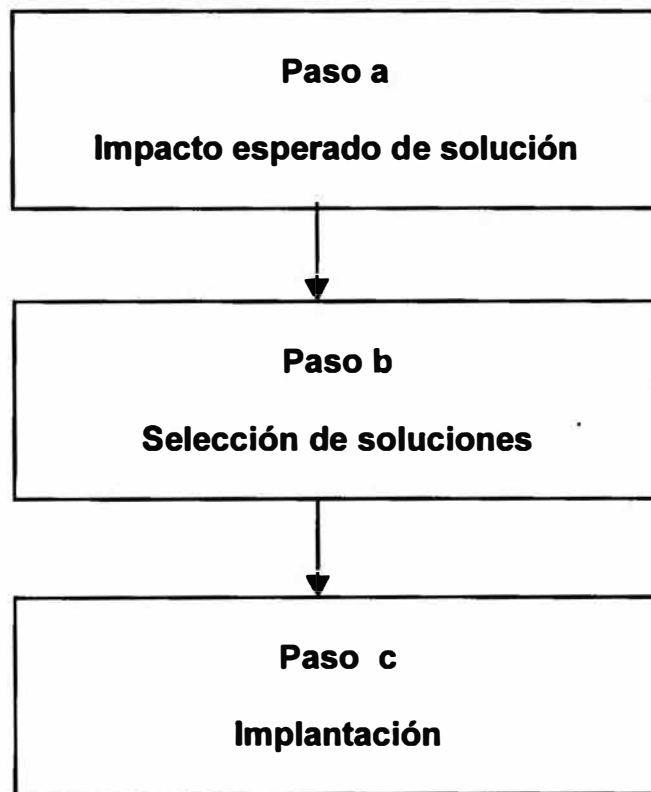 Paso a
Impacto esperado de solución
Paso b
Selección de soluciones
Paso c
Implantación